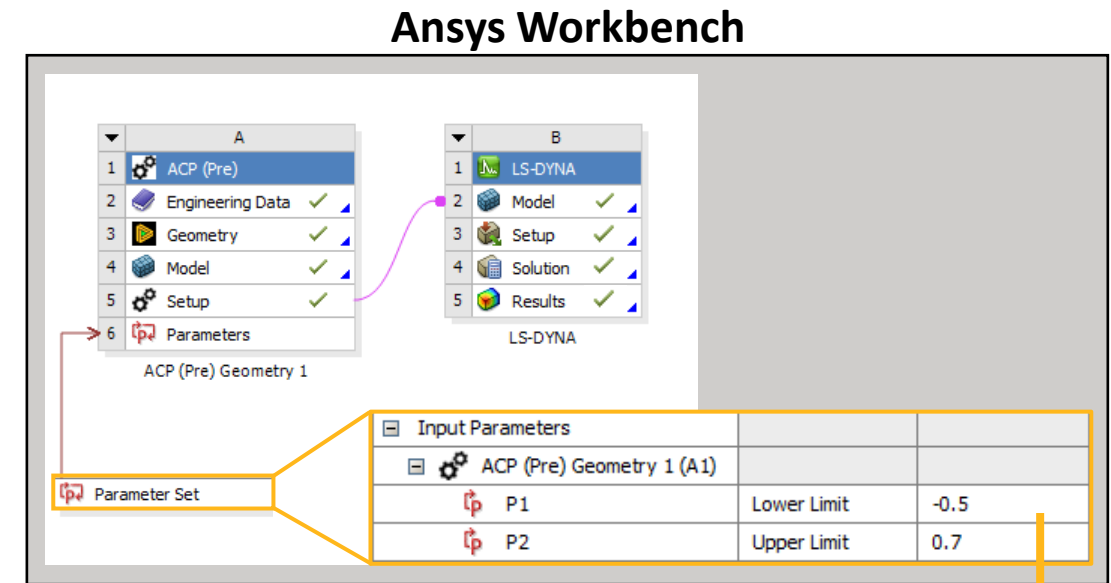 Ansys Workbench
A
1 ACP (Pre)
2 Engineering Data
3 Geometry
4 Model
5 Setup
6 Parameters
ACP (Pre) Geometry 1
B
1 LS-DYNA
2 Model
3 Setup
4 Solution
5 Results
LS-DYNA
Parameter Set
Input Parameters
ACP (Pre) Geometry 1 (A1)
P1 Lower Limit -0.5
P2 Upper Limit 0.7